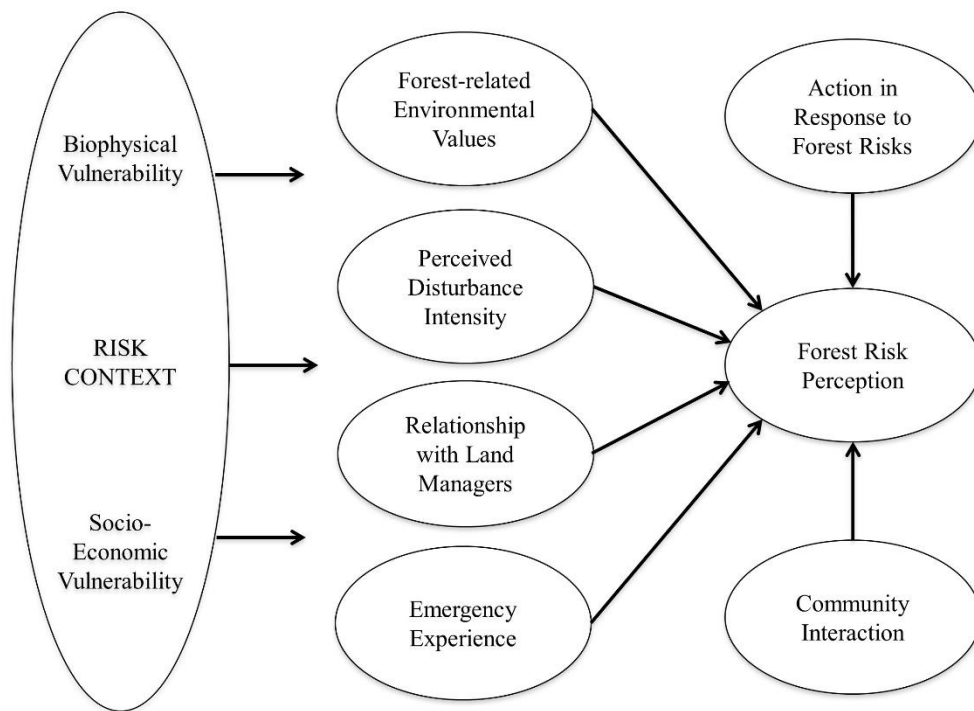 Biophysical
Vulnerability
RISK
CONTEXT
Socio-
Economic
Vulnerability
Forest-related
Environmental
Values
Perceived
Disturbance
Intensity
Relationship
with Land
Managers
Emergency
Experience
Action in
Response to
Forest Risks
Forest Risk
Perception
Community
Interaction